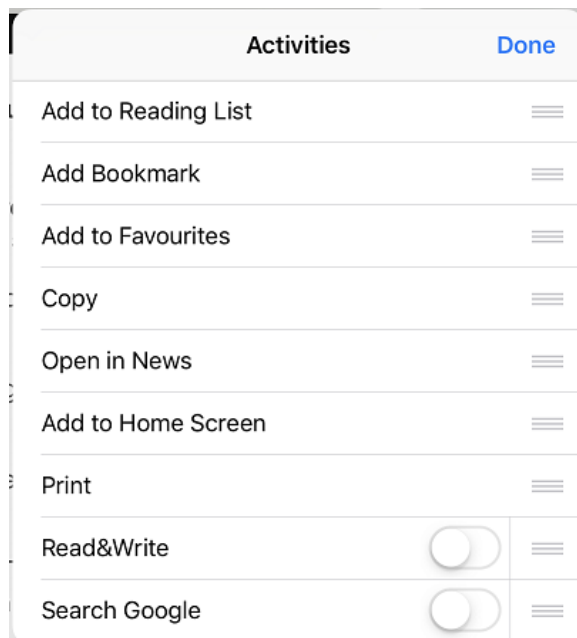 Activities Done
Add to Reading List
Add Bookmark
Add to Favourites
Copy
Open in News
Add to Home Screen
Print
Read&Write
Search Google